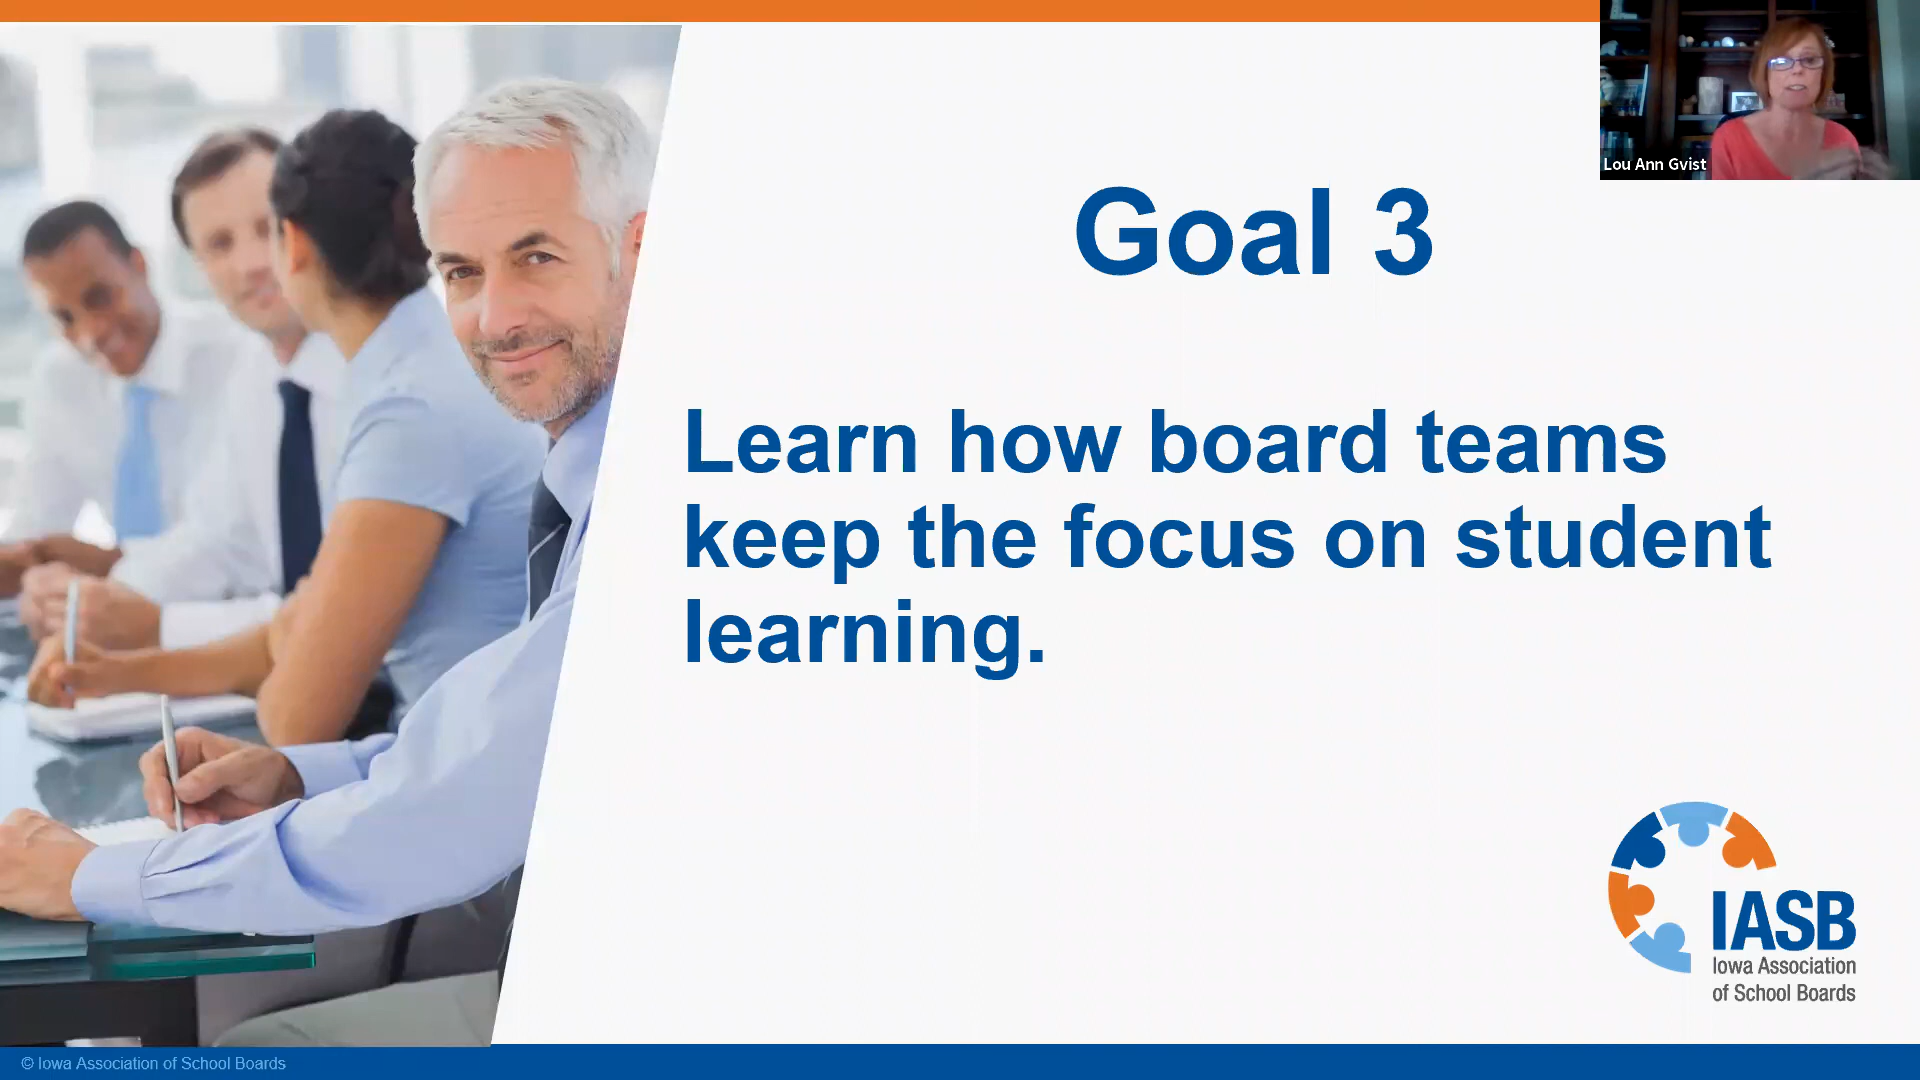 Lou Ann Gvist
Goal 3
Learn how board teams
keep the focus on student
learning.
IASB
Iowa Association
of School Boards
© Iowa Association of School Boards